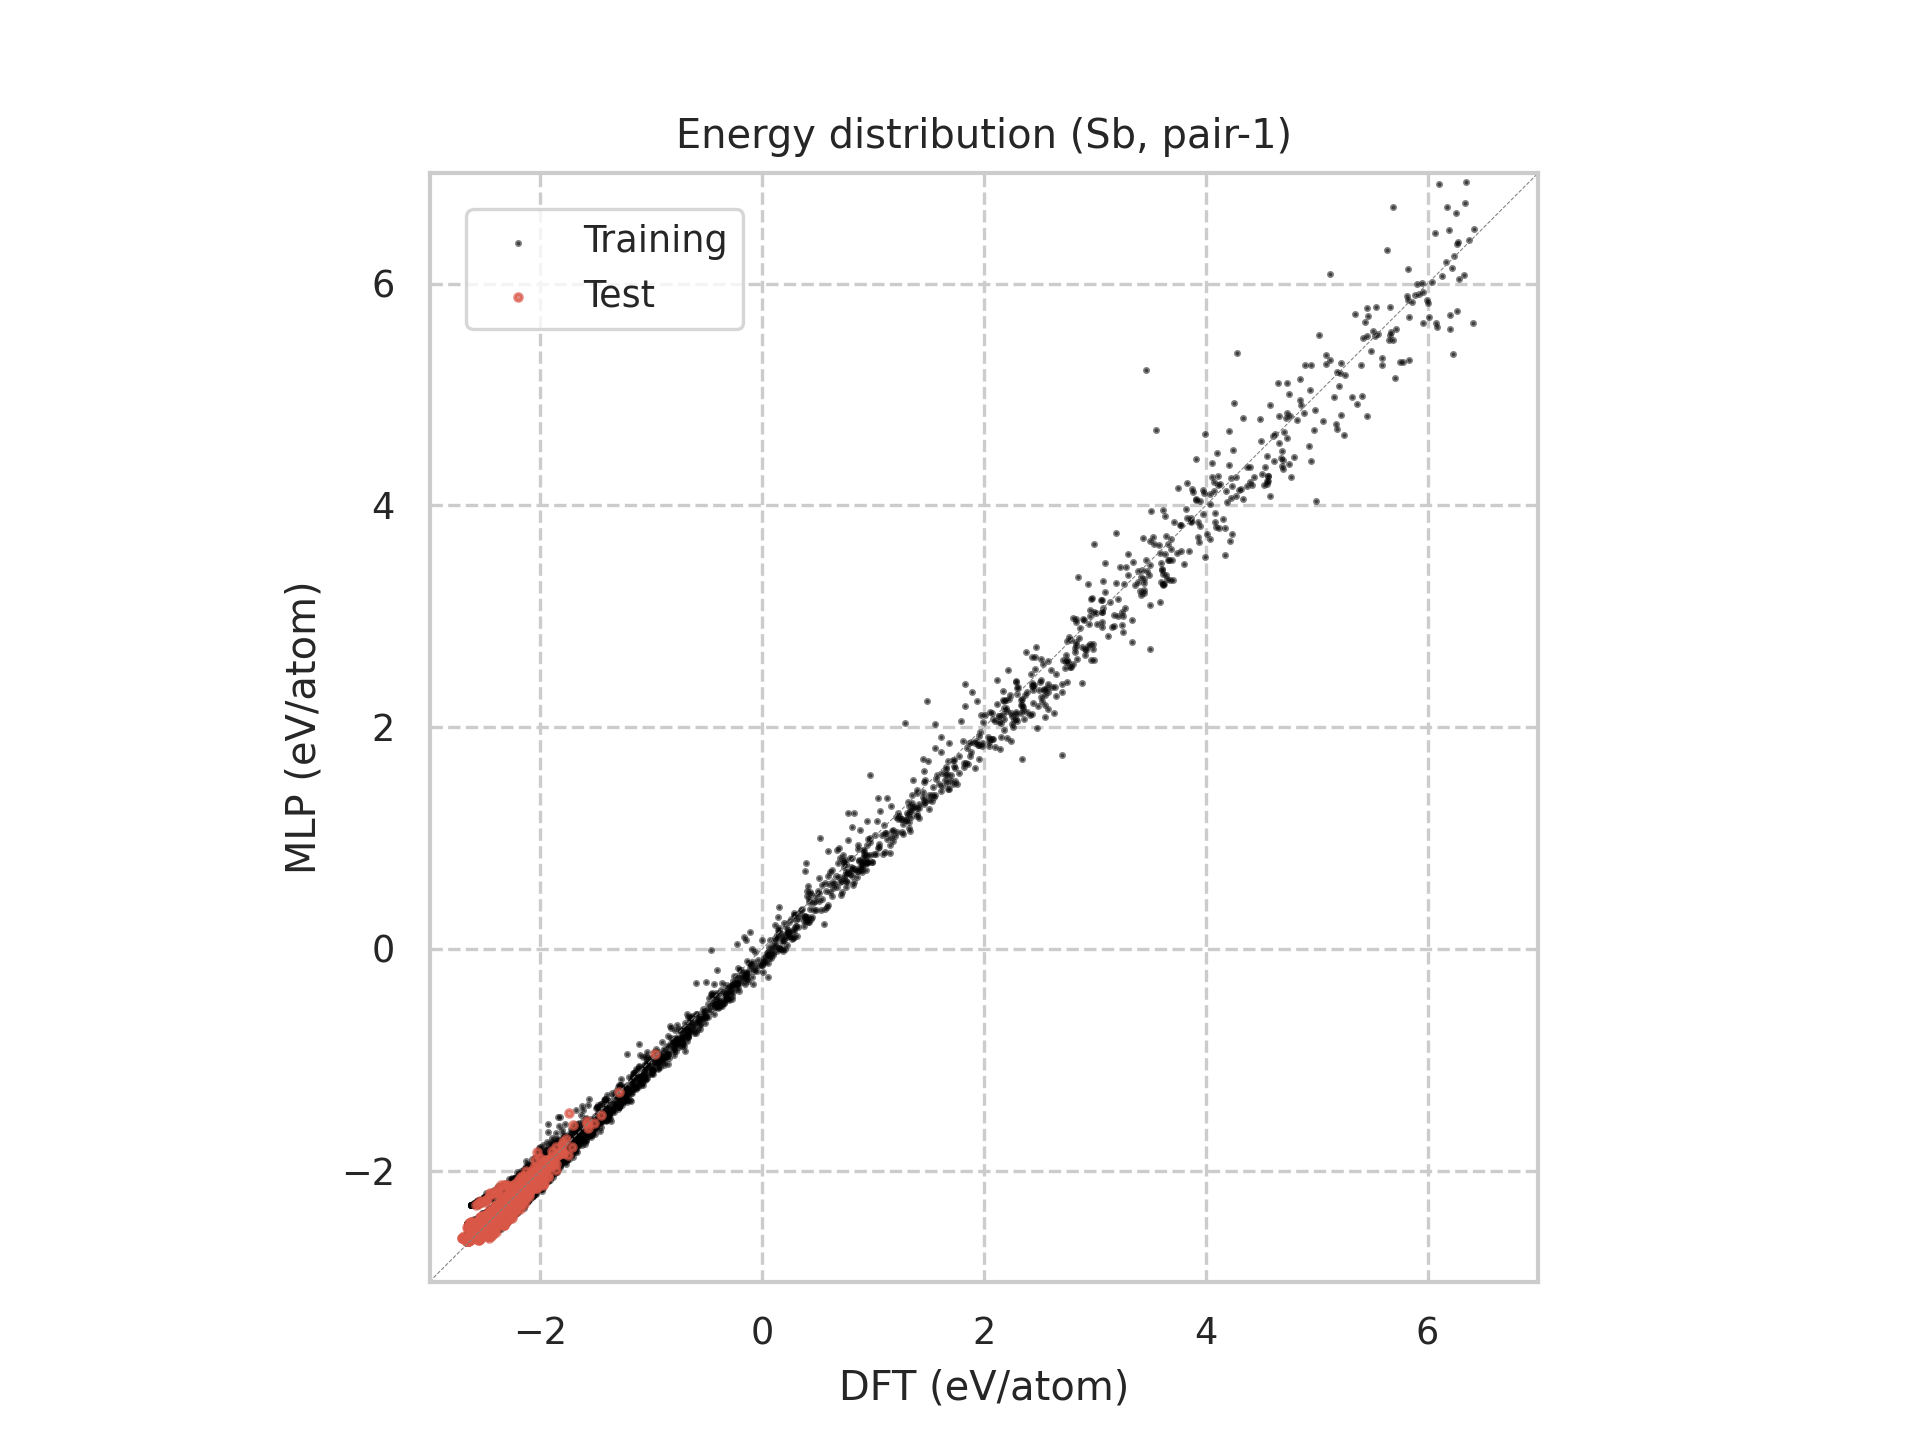 Energy distribution (Sb, pair-1)
Training
Test
6
4
2
0
−2
MLP (eV/atom)
−2 0 2 4 6
DFT (eV/atom)